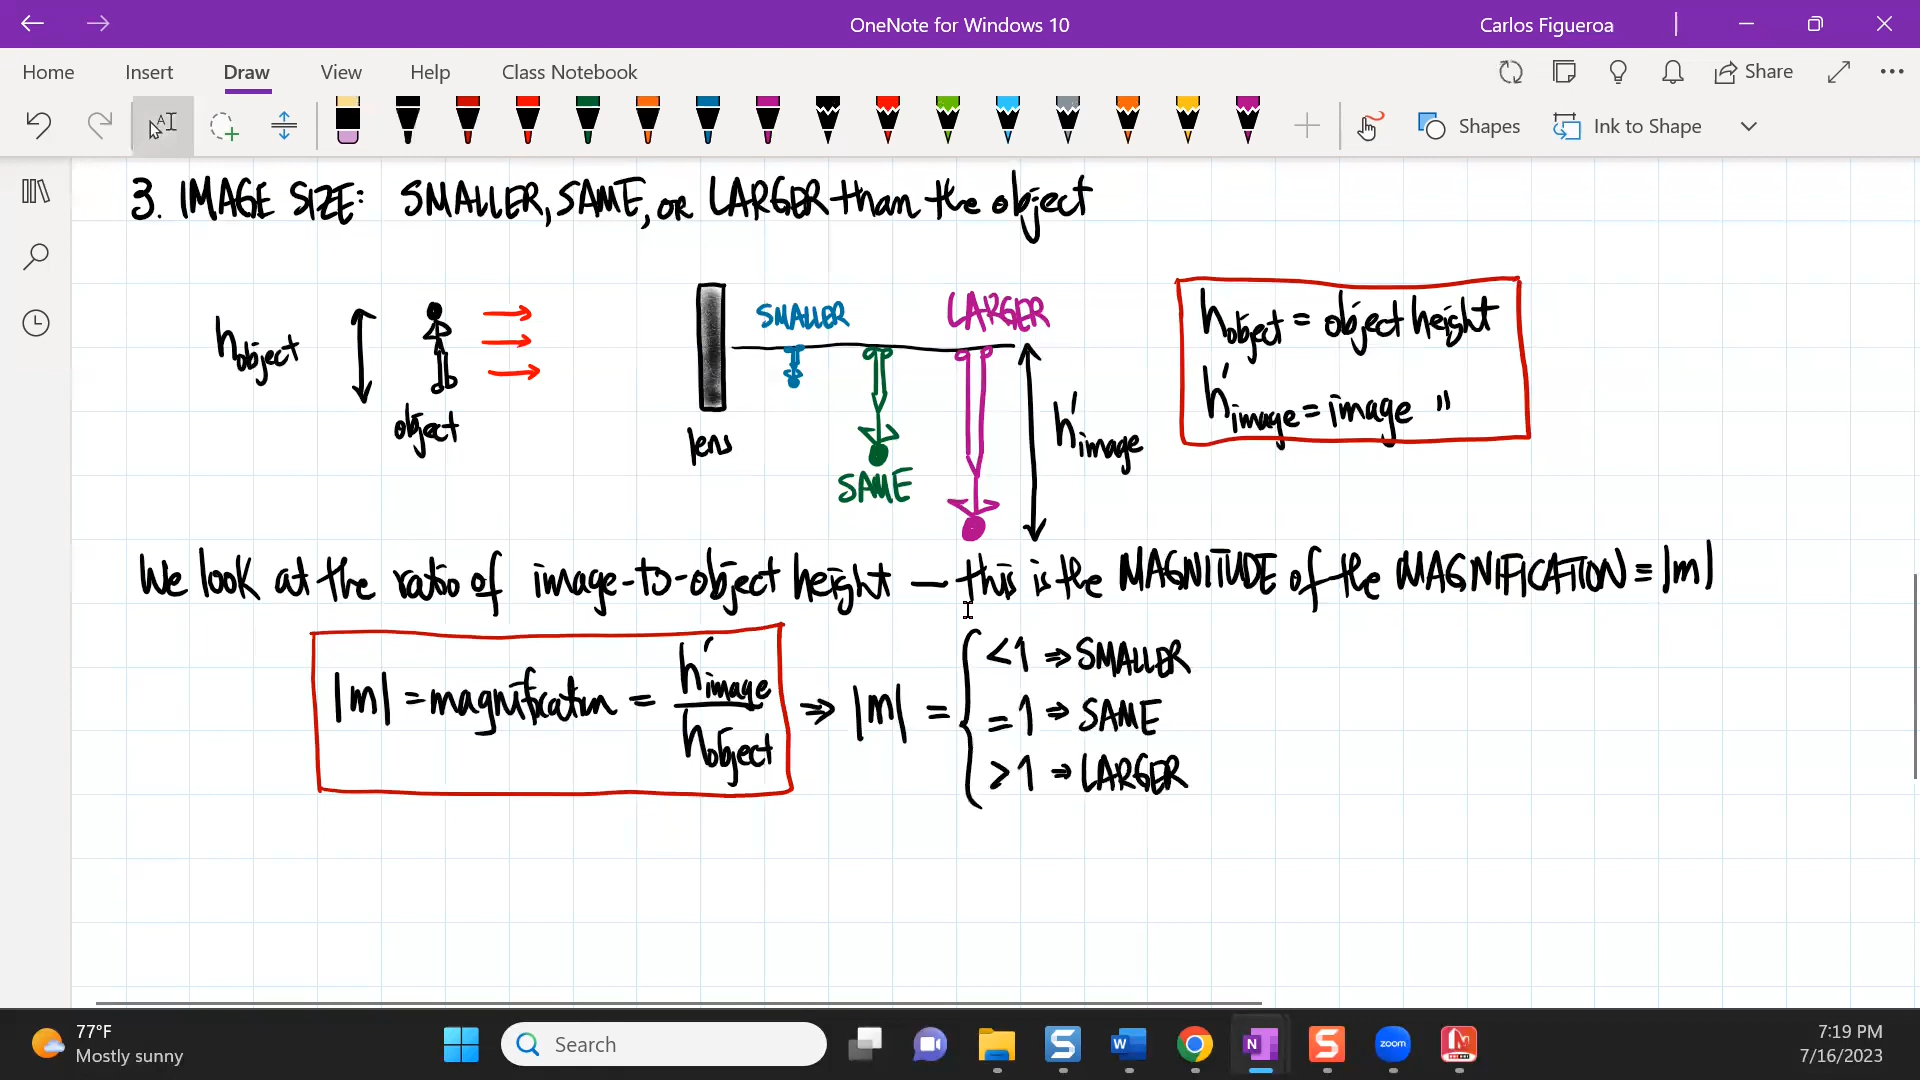 OneNote for Windows 10
Carlos Figueroa
Home Insert Draw View Help Class Notebook
Share
Shapes
Ink to Shape
3. IMAGE SIZE: SMALLER, SAME, or LARGER than the object
SMALLER
LARGER
hobject
object
lens
SAME
h'image
hobject = object height
h'image = image "
We look at the ratio of image-to-object height — this is the MAGNITUDE of the MAGNIFICATION ≡ |m|
|m| = magnification = h'image / hobject ⇒ |m| = {
<1 ⇒ SMALLER
=1 ⇒ SAME
>1 ⇒ LARGER
77°F
Mostly sunny
Search
zoom
7:19 PM
7/16/2023